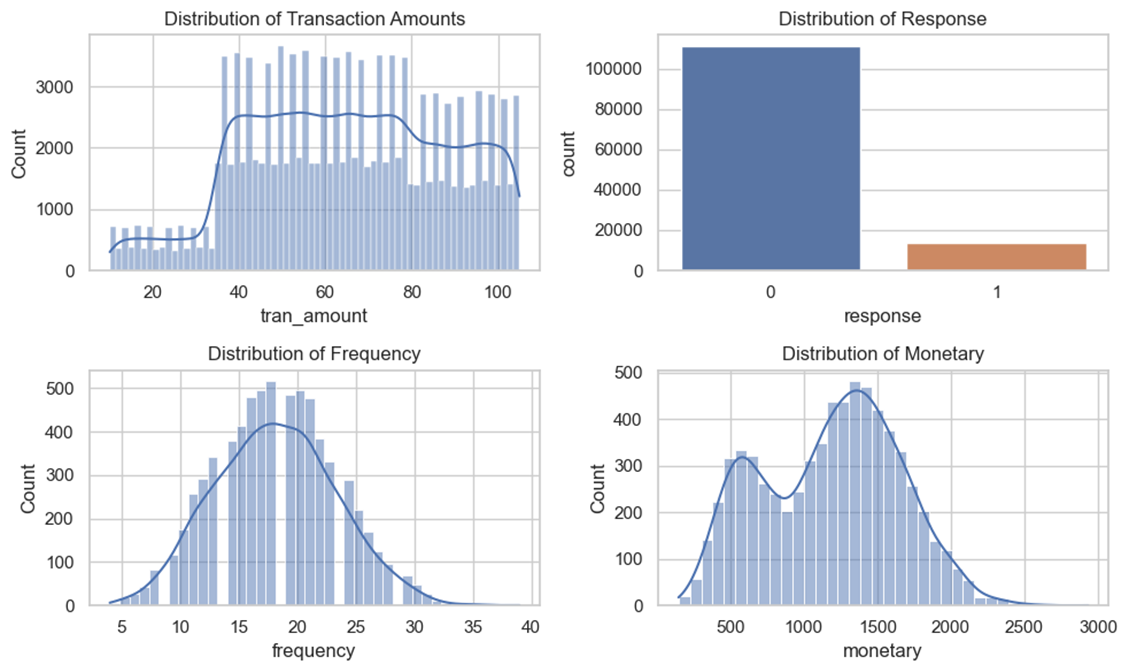 Distribution of Transaction Amounts
Count
3000
2000
1000
0
20 40 60 80 100
tran_amount
Distribution of Response
count
100000
80000
60000
40000
20000
0
0 1
response
Distribution of Frequency
Count
500
400
300
200
100
0
5 10 15 20 25 30 35 40
frequency
Distribution of Monetary
Count
500
400
300
200
100
0
500 1000 1500 2000 2500 3000
monetary